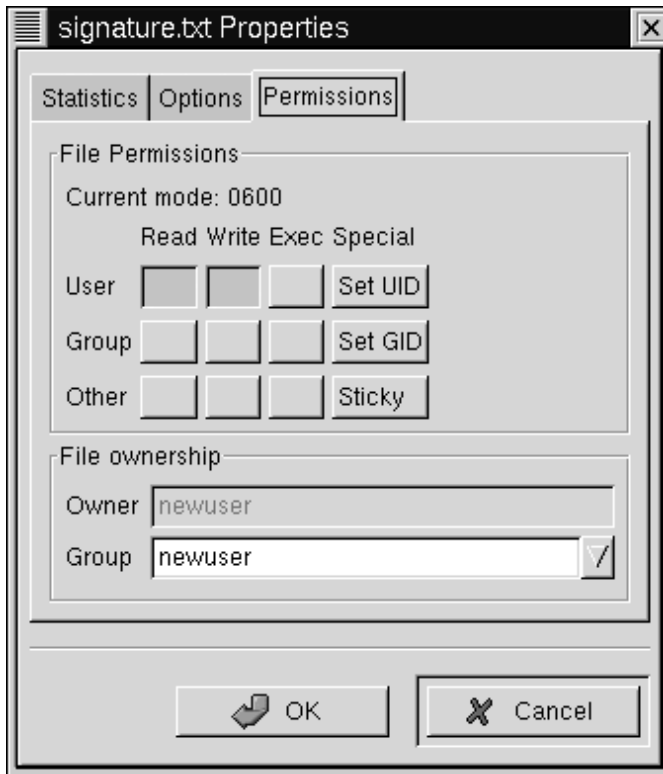 signature.txt Properties
Statistics Options Permissions
File Permissions
Current mode: 0600
Read Write Exec Special
User Set UID
Group Set GID
Other Sticky
File ownership
Owner newuser
Group newuser
OK Cancel